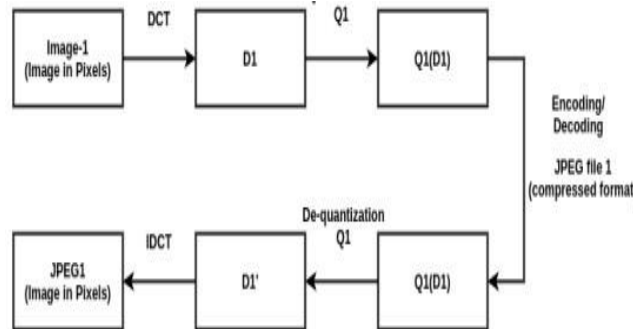 DCT
Q1
Image-1
(Image in Pixels)
D1
Q1(D1)
Encoding/
Decoding
JPEG file 1
(compressed format
De-quantization
Q1
IDCT
JPEG1
(Image in Pixels)
D1'
Q1(D1)